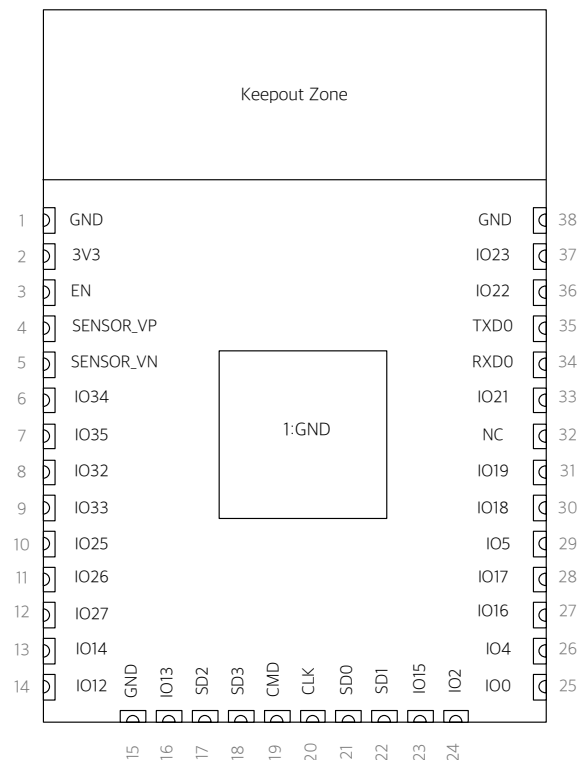 Keepout Zone
1 GND GND 38
2 3V3 IO23 37
3 EN IO22 36
4 SENSOR_VP TXD0 35
5 SENSOR_VN RXD0 34
6 IO34 IO21 33
7 IO35 1:GND NC 32
8 IO32 IO19 31
9 IO33 IO18 30
10 IO25 IO5 29
11 IO26 IO17 28
12 IO27 IO16 27
13 IO14 IO4 26
14 IO12 IO0 25
GND IO13 SD2 SD3 CMD CLK SD0 SD1 IO15 IO2
15 16 17 18 19 20 21 22 23 24